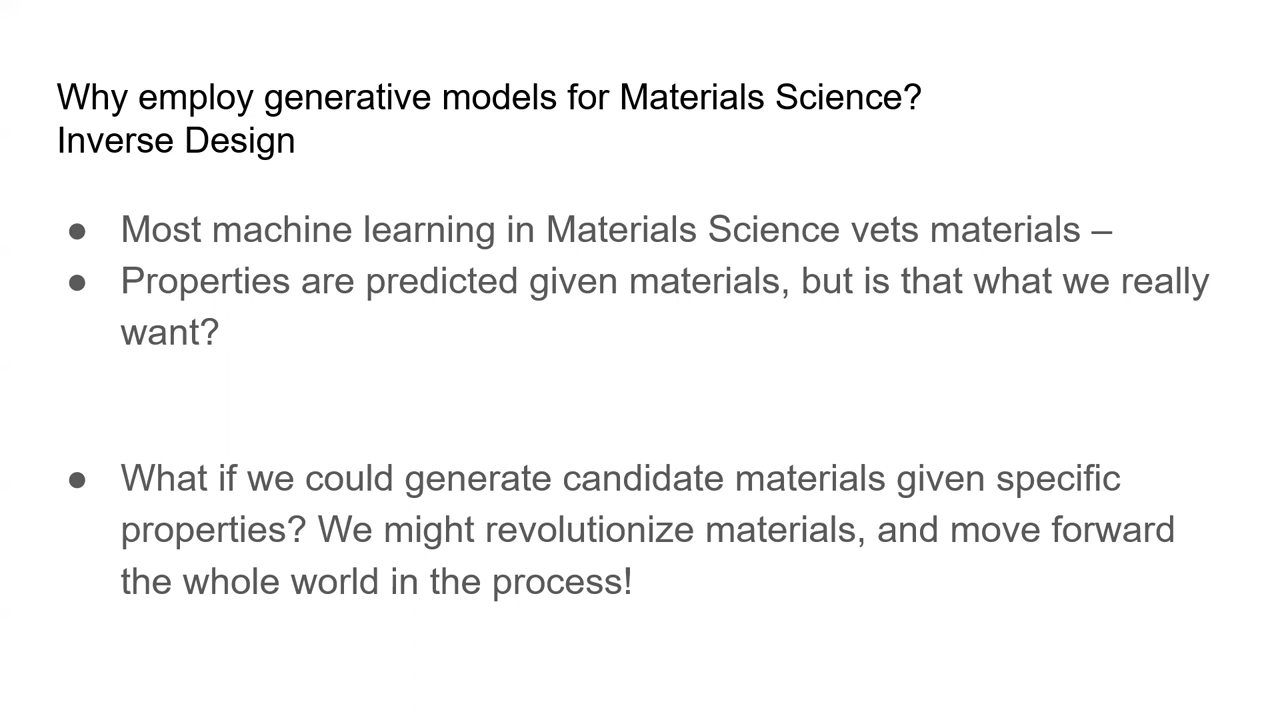 Why employ generative models for Materials Science?
Inverse Design
● Most machine learning in Materials Science vets materials –
● Properties are predicted given materials, but is that what we really
want?
● What if we could generate candidate materials given specific
properties? We might revolutionize materials, and move forward
the whole world in the process!